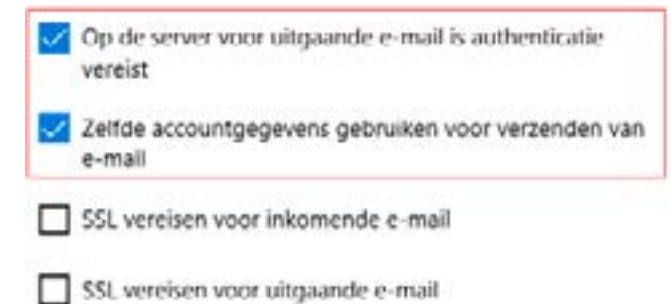 Op de server voor uitgaande e-mail is authenticatie
vereist
Zelfde accountgegevens gebruiken voor verzenden van
e-mail
SSL vereisen voor inkomende e-mail
SSL vereisen voor uitgaande e-mail